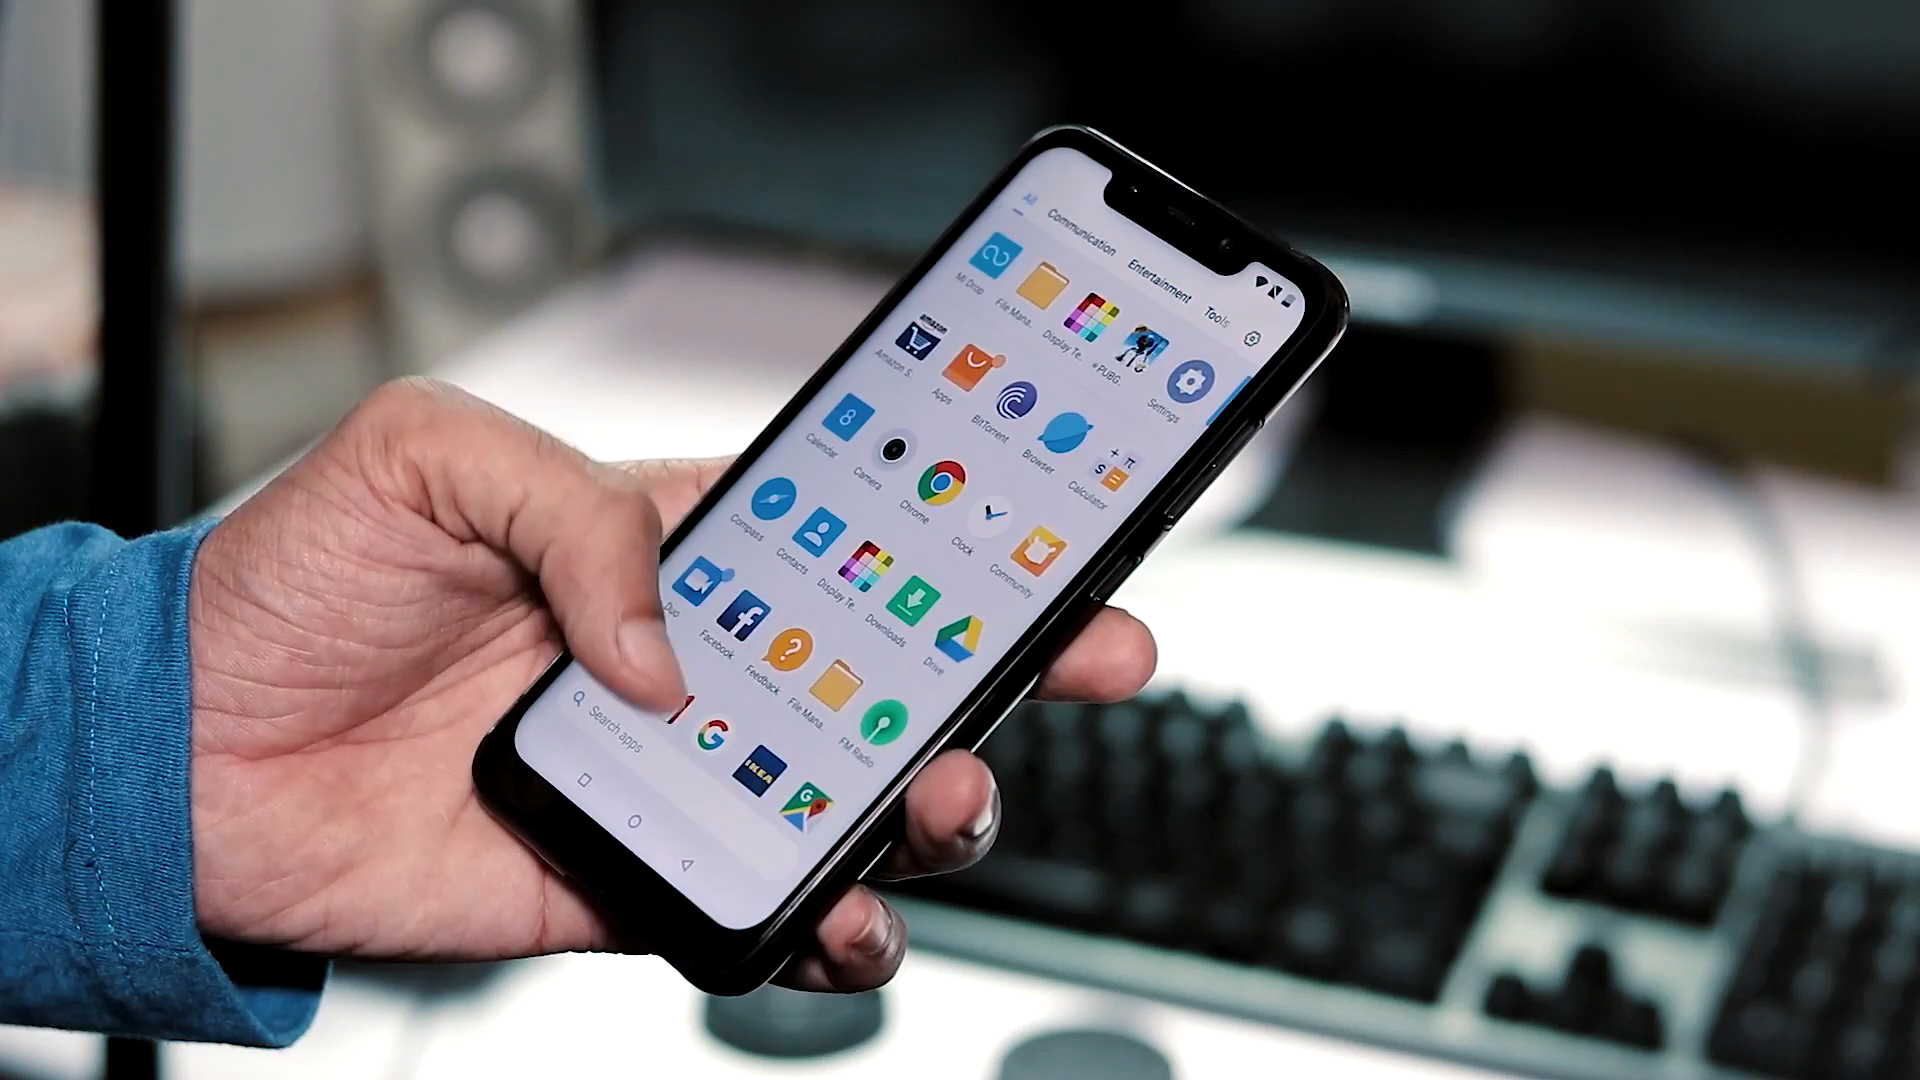 All Communication Entertainment Tools
Mi Drop File Mana... Display Te... PUBG. Settings
amazon
Amazon S. Apps BitTorrent Browser Calculator
8
Calendar Camera Chrome Clock Community
Compass Contacts Display Te... Downloads Drive
Duo Facebook Feedback File Mana... FM Radio
G IKEA G
Search apps